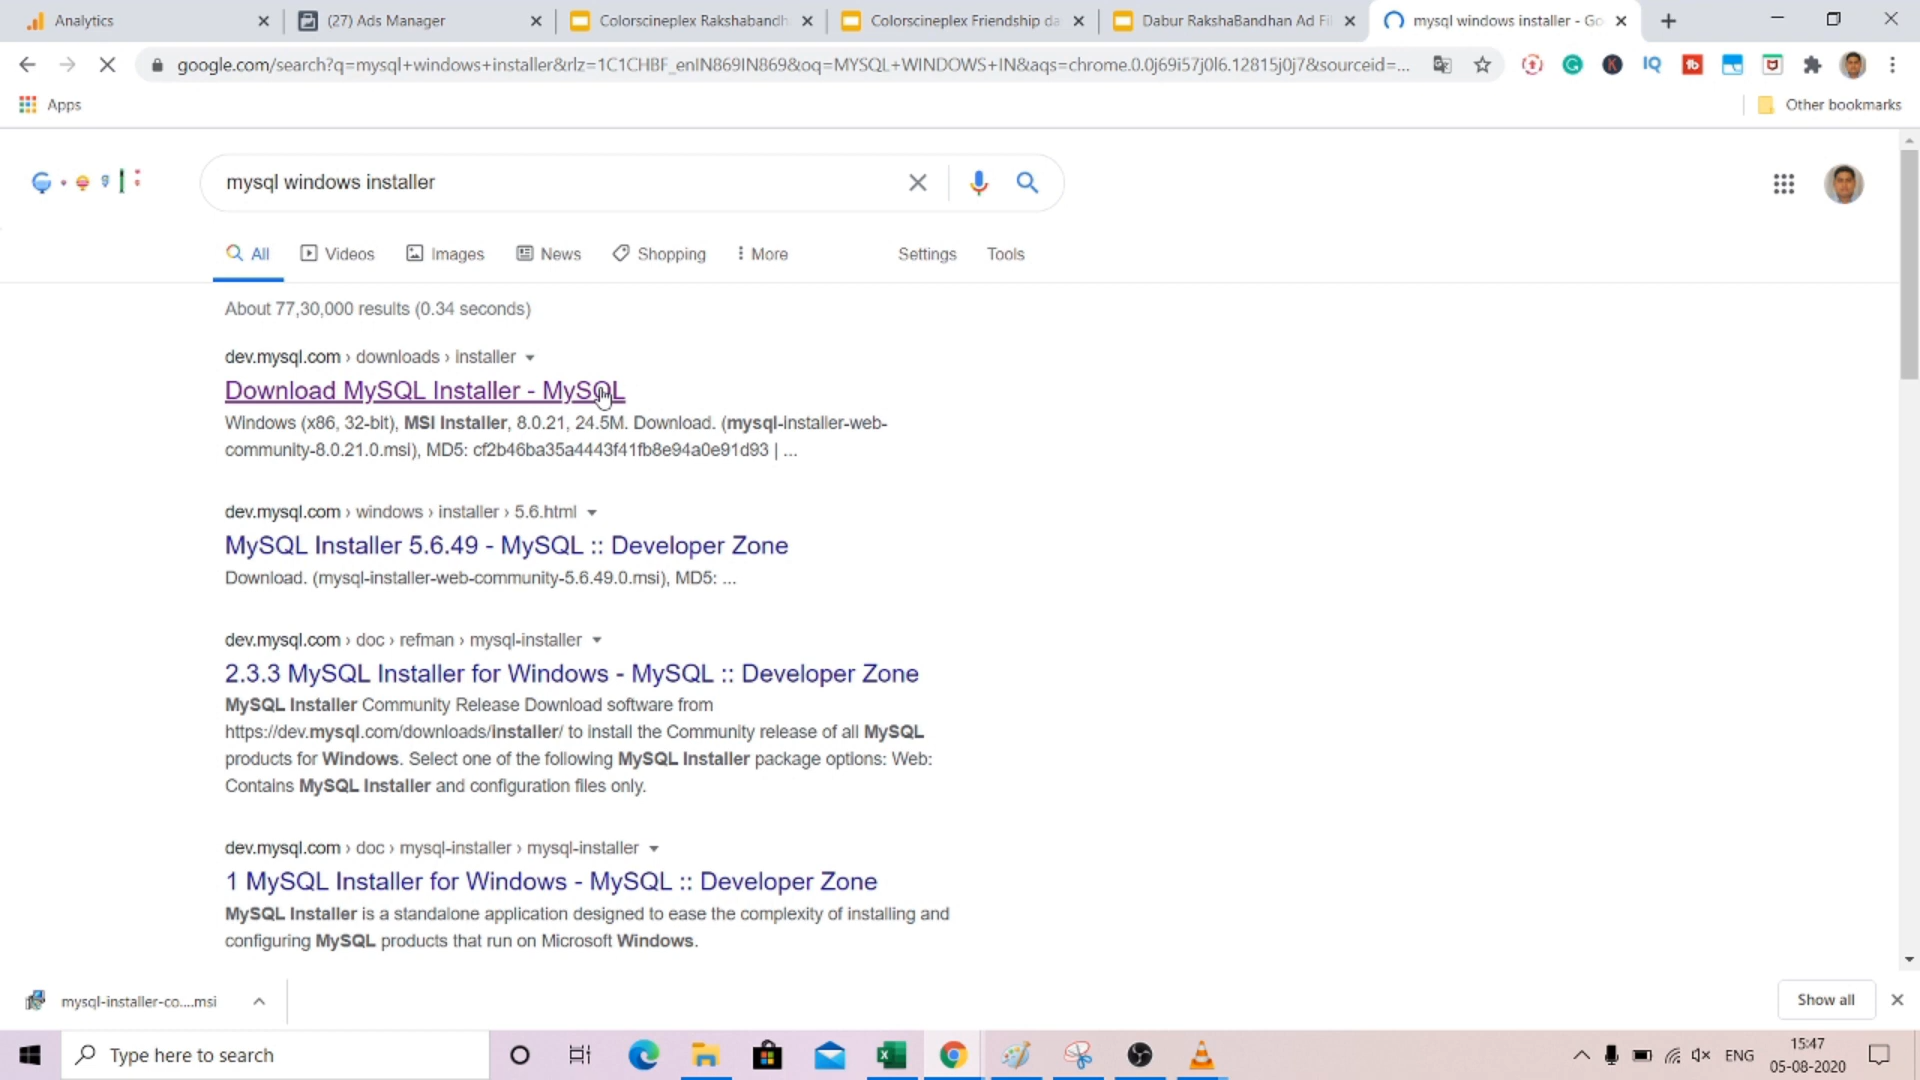 Analytics
(27) Ads Manager
Colorscineplex Rakshabandh
Colorscineplex Friendship da
Dabur RakshaBandhan Ad Fil
mysql windows installer - Go
google.com/search?q=mysql+windows+installer&rlz=1C1CHBF_enIN869IN869&oq=MYSQL+WINDOWS+IN&aqs=chrome.0.0j69i57j0l6.12815j0j7&sourceid=...
Apps
Other bookmarks
mysql windows installer
All
Videos
Images
News
Shopping
More
Settings
Tools
About 77,30,000 results (0.34 seconds)
dev.mysql.com › downloads › installer
Download MySQL Installer - MySQL
Windows (x86, 32-bit), MSI Installer, 8.0.21, 24.5M. Download. (mysql-installer-web-
community-8.0.21.0.msi), MD5: cf2b46ba35a4443f41fb8e94a0e91d93 | ...
dev.mysql.com › windows › installer › 5.6.html
MySQL Installer 5.6.49 - MySQL :: Developer Zone
Download. (mysql-installer-web-community-5.6.49.0.msi), MD5: ...
dev.mysql.com › doc › refman › mysql-installer
2.3.3 MySQL Installer for Windows - MySQL :: Developer Zone
MySQL Installer Community Release Download software from
https://dev.mysql.com/downloads/installer/ to install the Community release of all MySQL
products for Windows. Select one of the following MySQL Installer package options: Web:
Contains MySQL Installer and configuration files only.
dev.mysql.com › doc › mysql-installer › mysql-installer
1 MySQL Installer for Windows - MySQL :: Developer Zone
MySQL Installer is a standalone application designed to ease the complexity of installing and
configuring MySQL products that run on Microsoft Windows.
mysql-installer-co....msi
Show all
Type here to search
ENG
15:47
05-08-2020